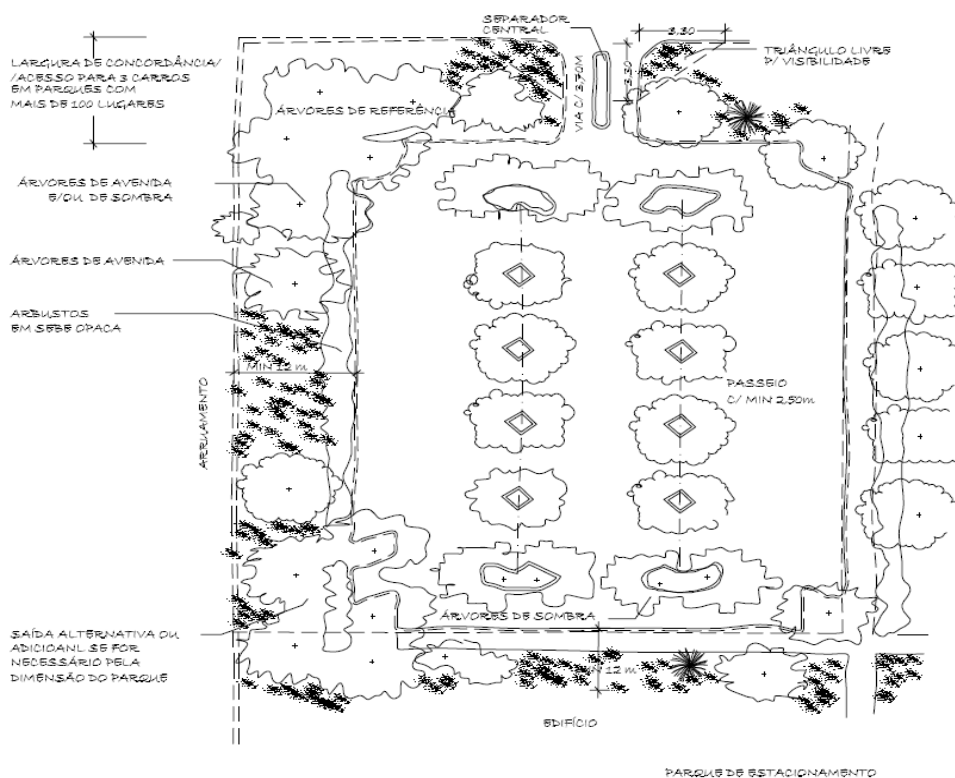 SEPARADOR
CENTRAL
3.30
LARGURA DE CONCORDÂNCIA/
/ACESSO PARA 3 CARROS
EM PARQUES COM
MAIS DE 100 LUGARES
TRIÂNGULO LIVRE
P/ VISIBILIDADE
3.30
VIA C/ 3,70M
ÁRVORES DE REFERÊNCI
ÁRVORES DE AVENIDA
E/OU DE SOMBRA
ÁRVORES DE AVENIDA
ARBUSTOS
EM SEBE OPACA
MIN 12 m
PASSEIO
C/ MIN 2,50m
ARRUAMENTO
ÁRVORES DE SOMBRA
SAÍDA ALTERNATIVA OU
ADICIOANL SE FOR
NECESSÁRIO PELA
DIMENSÃO DO PARQUE
N 12 m
EDIFÍCIO
PARQUE DE ESTACIONAMENTO